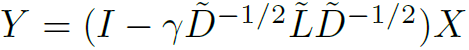 Y = (I − γD̃^{−1/2}L̃D̃^{−1/2})X